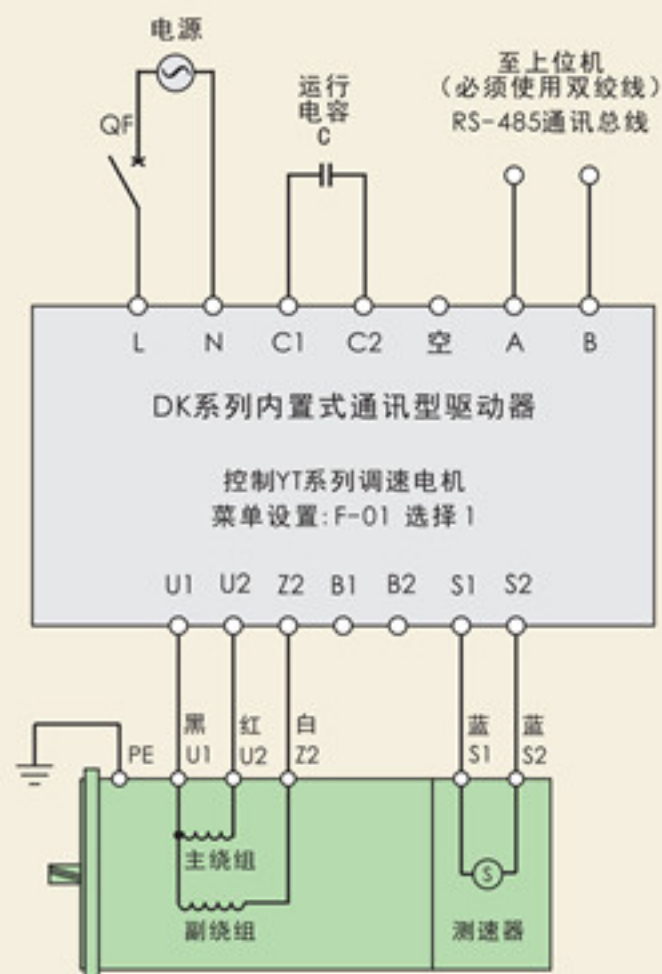 电源
至上位机
（必须使用双绞线）
RS-485通讯总线
运行
电容
C
QF
L N C1 C2 空 A B
DK系列内置式通讯型驱动器
控制YT系列调速电机
菜单设置：F-01 选择1
U1 U2 Z2 B1 B2 S1 S2
黑 红 白 蓝 蓝
PE U1 U2 Z2 S1 S2
主绕组
S
副绕组 测速器